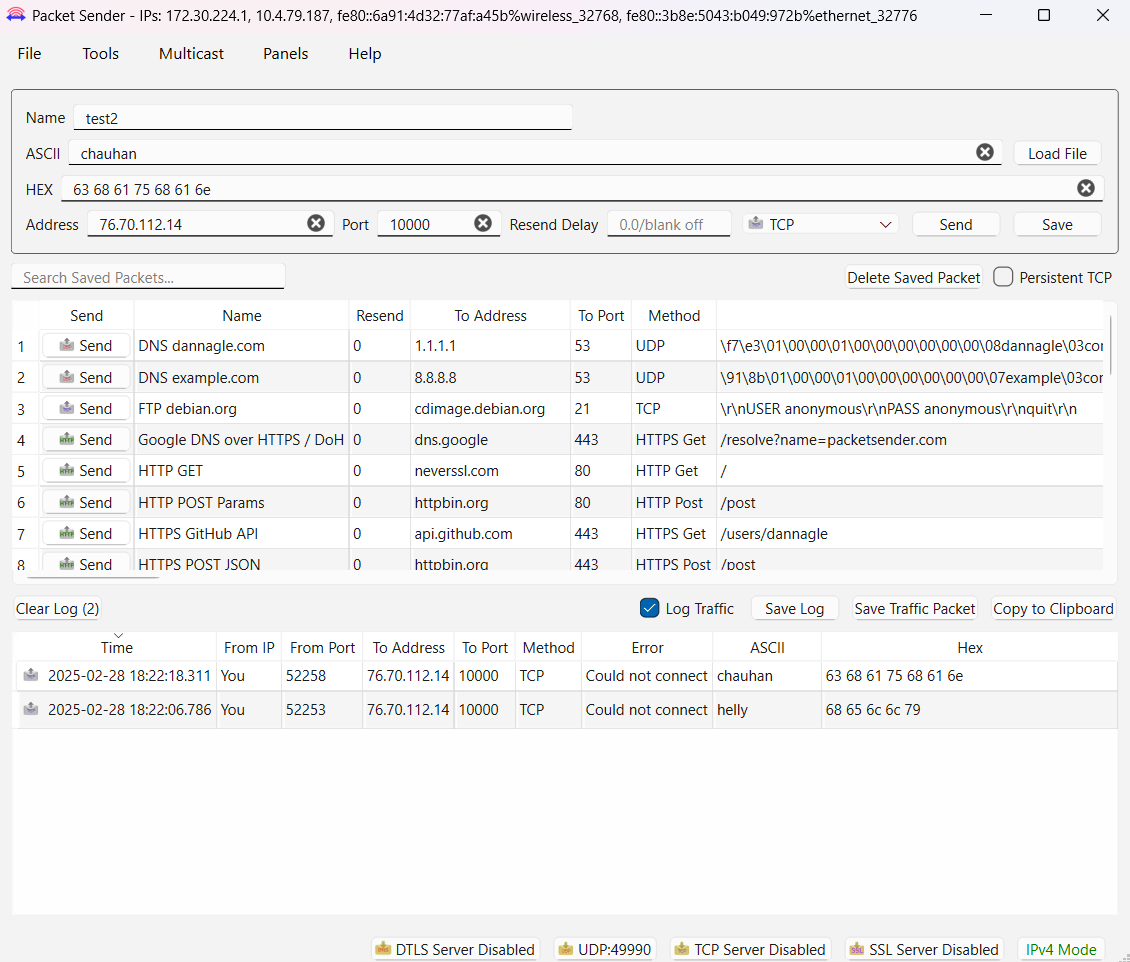 Packet Sender - IPs: 172.30.224.1, 10.4.79.187, fe80::6a91:4d32:77af:a45b%wireless_32768, fe80::3b8e:5043:b049:972b%ethernet_32776
File Tools Multicast Panels Help
Name test2
ASCII chauhan Load File
HEX 63 68 61 75 68 61 6e
Address 76.70.112.14 Port 10000 Resend Delay 0.0/blank off TCP Send Save
Search Saved Packets... Delete Saved Packet Persistent TCP
Send Name Resend To Address To Port Method
1 Send DNS dannagle.com 0 1.1.1.1 53 UDP \f7\e3\01\00\00\01\00\00\00\00\00\00\08dannagle\03cor
2 Send DNS example.com 0 8.8.8.8 53 UDP \91\8b\01\00\00\01\00\00\00\00\00\00\07example\03cor
3 Send FTP debian.org 0 cdimage.debian.org 21 TCP \r\nUSER anonymous\r\nPASS anonymous\r\nquit\r\n
4 Send Google DNS over HTTPS / DoH 0 dns.google 443 HTTPS Get /resolve?name=packetsender.com
5 Send HTTP GET 0 neverssl.com 80 HTTP Get /
6 Send HTTP POST Params 0 httpbin.org 80 HTTP Post /post
7 Send HTTPS GitHub API 0 api.github.com 443 HTTPS Get /users/dannagle
8 Send HTTPS POST JSON 0 httpbin.org 443 HTTPS Post /post
Clear Log (2) Log Traffic Save Log Save Traffic Packet Copy to Clipboard
Time From IP From Port To Address To Port Method Error ASCII Hex
2025-02-28 18:22:18.311 You 52258 76.70.112.14 10000 TCP Could not connect chauhan 63 68 61 75 68 61 6e
2025-02-28 18:22:06.786 You 52253 76.70.112.14 10000 TCP Could not connect helly 68 65 6c 6c 79
DTLS Server Disabled UDP:49990 TCP Server Disabled SSL Server Disabled IPv4 Mode